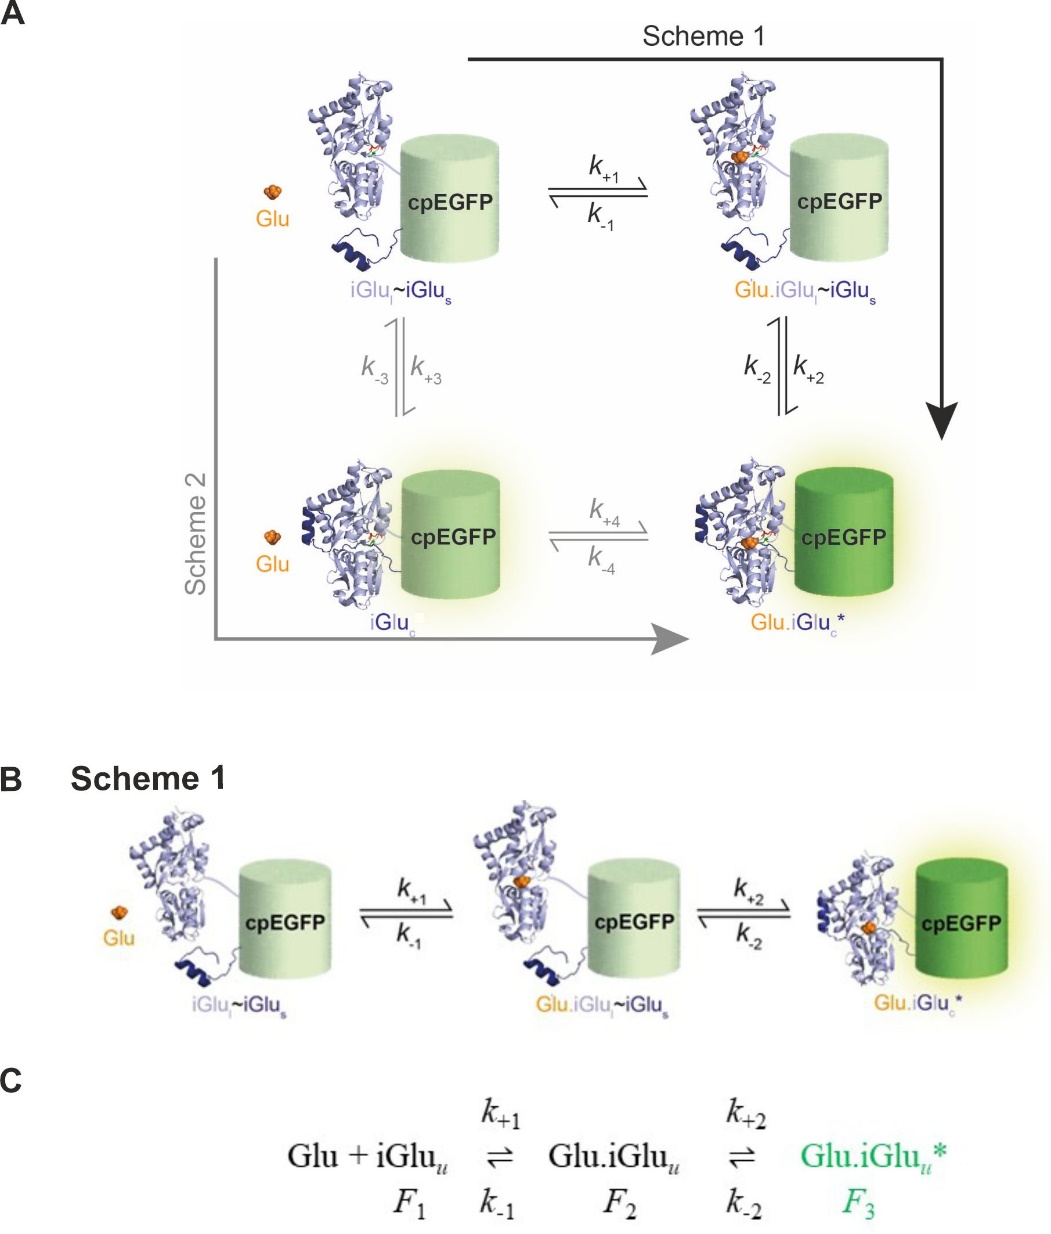 A
Scheme 1
Glu
cpEGFP
k+1
k-1
cpEGFP
iGlul~iGlus
Glu.iGlul~iGlus
k-3
k+3
k-2
k+2
Scheme 2
Glu
cpEGFP
k+4
k-4
cpEGFP
iGluc
Glu.iGluc*
B Scheme 1
Glu
cpEGFP
k+1
k-1
cpEGFP
k+2
k-2
cpEGFP
iGlul~iGlus
Glu.iGlul~iGlus
Glu.iGluc*
C
k+1 k+2
Glu + iGluu ⇌ Glu.iGluu ⇌ Glu.iGluu*
F1 k-1 F2 k-2 F3